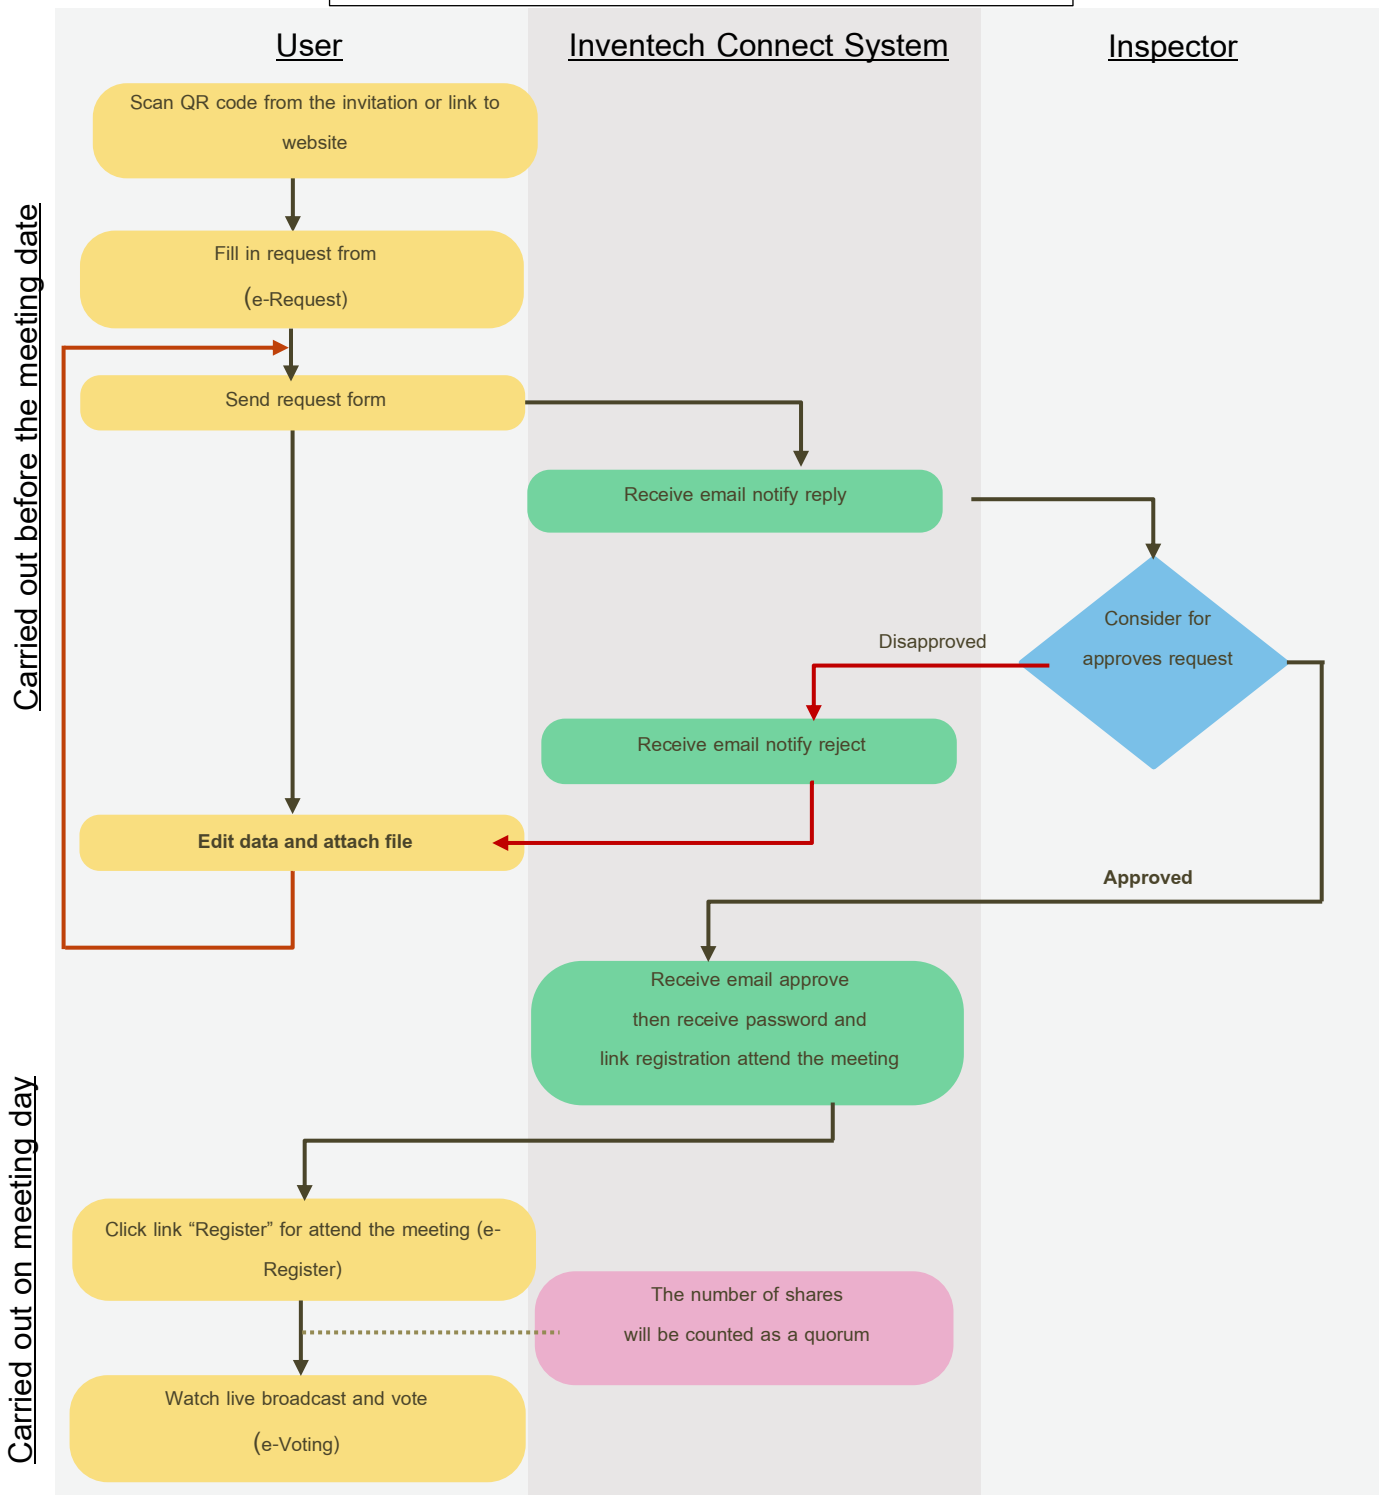 User
Inventech Connect System
Inspector
Carried out before the meeting date
Scan QR code from the invitation or link to
website
Fill in request from
(e-Request)
Send request form
Receive email notify reply
Consider for
approves request
Disapproved
Receive email notify reject
Edit data and attach file
Approved
Receive email approve
then receive password and
link registration attend the meeting
Carried out on meeting day
Click link “Register” for attend the meeting (e-
Register)
The number of shares
will be counted as a quorum
Watch live broadcast and vote
(e-Voting)